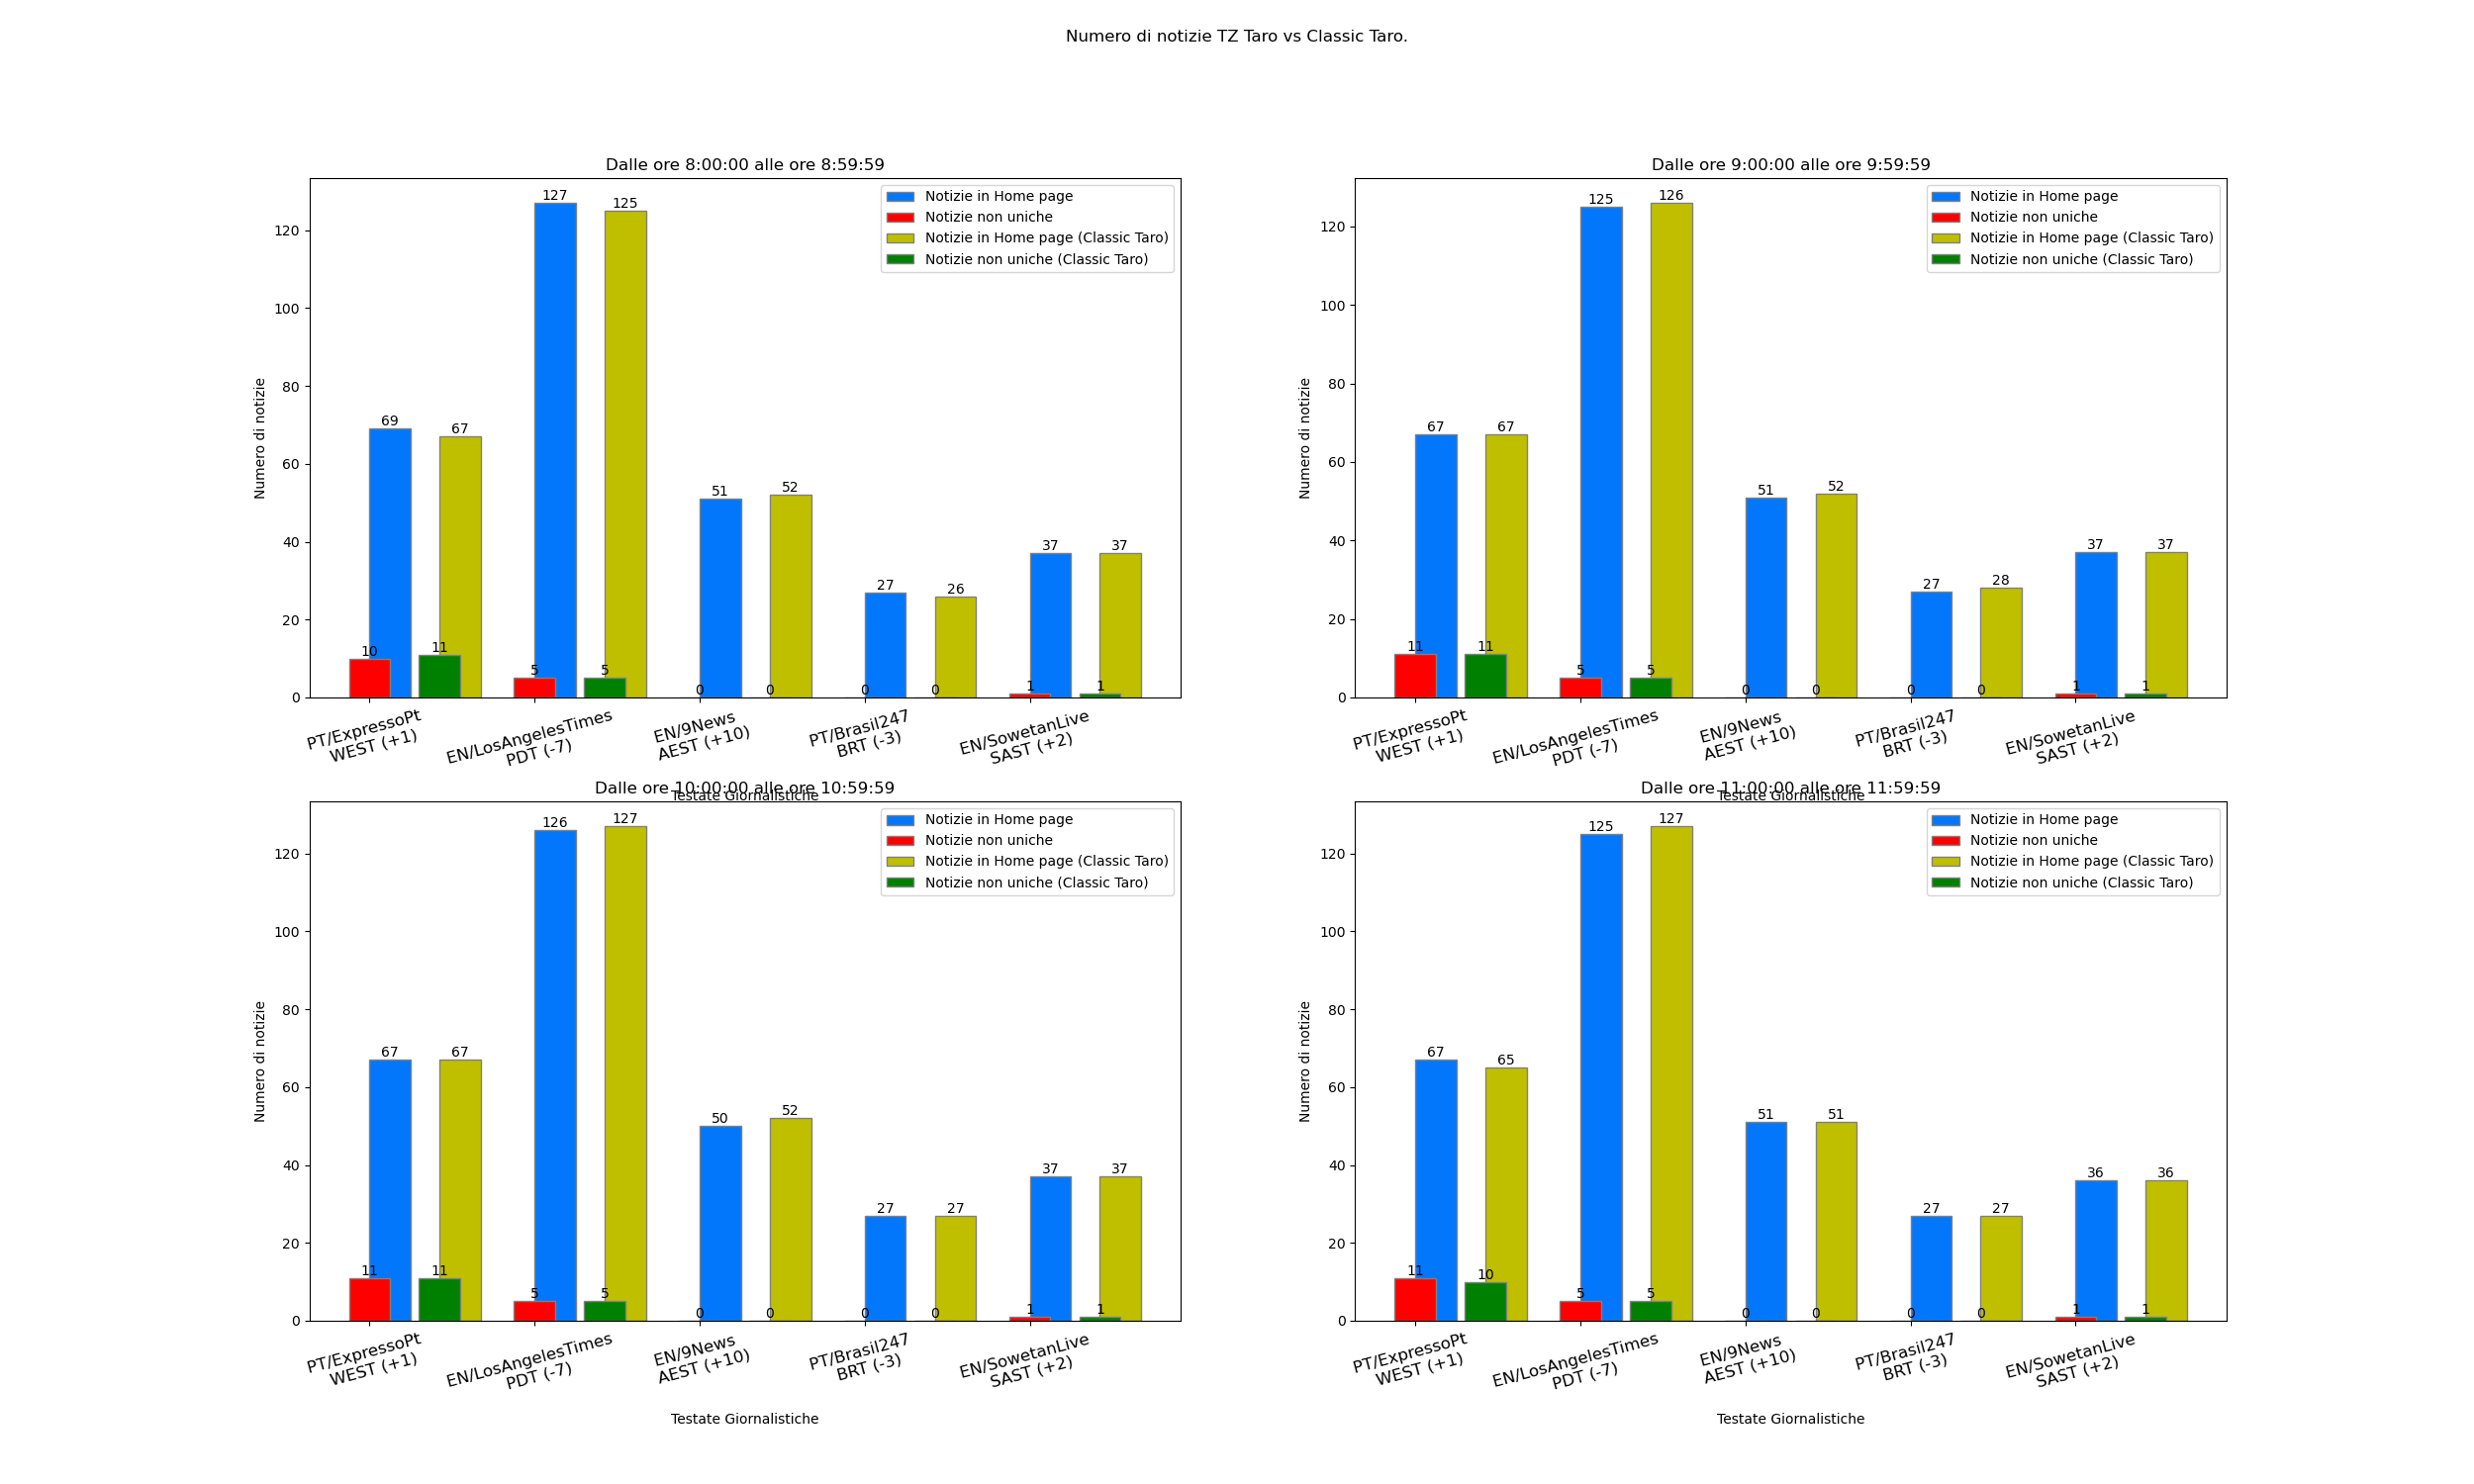 Numero di notizie TZ Taro vs Classic Taro.
Dalle ore 8:00:00 alle ore 8:59:59
Notizie in Home page
Notizie non uniche
Notizie in Home page (Classic Taro)
Notizie non uniche (Classic Taro)
Numero di notizie
120
100
80
60
40
20
0
69
67
10
11
127
125
5
5
51
52
0
0
27
26
0
0
37
37
1
1
PT/ExpressoPt
WEST (+1)
EN/LosAngelesTimes
PDT (-7)
EN/9News
AEST (+10)
PT/Brasil247
BRT (-3)
EN/SowetanLive
SAST (+2)
Testate Giornalistiche
Dalle ore 9:00:00 alle ore 9:59:59
Notizie in Home page
Notizie non uniche
Notizie in Home page (Classic Taro)
Notizie non uniche (Classic Taro)
Numero di notizie
120
100
80
60
40
20
0
67
67
11
11
125
126
5
5
51
52
0
0
27
28
0
0
37
37
1
1
PT/ExpressoPt
WEST (+1)
EN/LosAngelesTimes
PDT (-7)
EN/9News
AEST (+10)
PT/Brasil247
BRT (-3)
EN/SowetanLive
SAST (+2)
Testate Giornalistiche
Dalle ore 10:00:00 alle ore 10:59:59
Notizie in Home page
Notizie non uniche
Notizie in Home page (Classic Taro)
Notizie non uniche (Classic Taro)
Numero di notizie
120
100
80
60
40
20
0
67
67
11
11
126
127
5
5
50
52
0
0
27
27
0
0
37
37
1
1
PT/ExpressoPt
WEST (+1)
EN/LosAngelesTimes
PDT (-7)
EN/9News
AEST (+10)
PT/Brasil247
BRT (-3)
EN/SowetanLive
SAST (+2)
Testate Giornalistiche
Dalle ore 11:00:00 alle ore 11:59:59
Notizie in Home page
Notizie non uniche
Notizie in Home page (Classic Taro)
Notizie non uniche (Classic Taro)
Numero di notizie
120
100
80
60
40
20
0
67
65
11
10
125
127
5
5
51
51
0
0
27
27
0
0
36
36
1
1
PT/ExpressoPt
WEST (+1)
EN/LosAngelesTimes
PDT (-7)
EN/9News
AEST (+10)
PT/Brasil247
BRT (-3)
EN/SowetanLive
SAST (+2)
Testate Giornalistiche